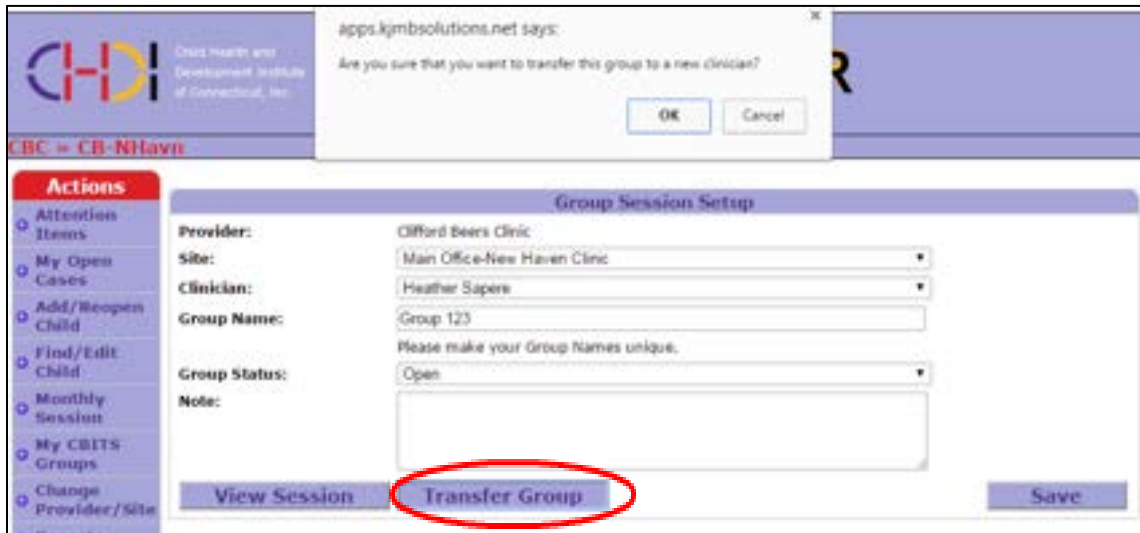 CHDI
Child Health and
Development Institute
of Connecticut, Inc.
apps.kjmbsolutions.net says:
×
Are you sure that you want to transfer this group to a new clinician?
OK
Cancel
R
CBC » CB-NHavn
Actions
Attention
Items
My Open
Cases
Add/Reopen
Child
Find/Edit
Child
Monthly
Session
My CBITS
Groups
Change
Provider/Site
Group Session Setup
Provider: Clifford Beers Clinic
Site: Main Office-New Haven Clinic
Clinician: Heather Sapere
Group Name: Group 123
Please make your Group Names unique.
Group Status: Open
Note:
View Session Transfer Group Save